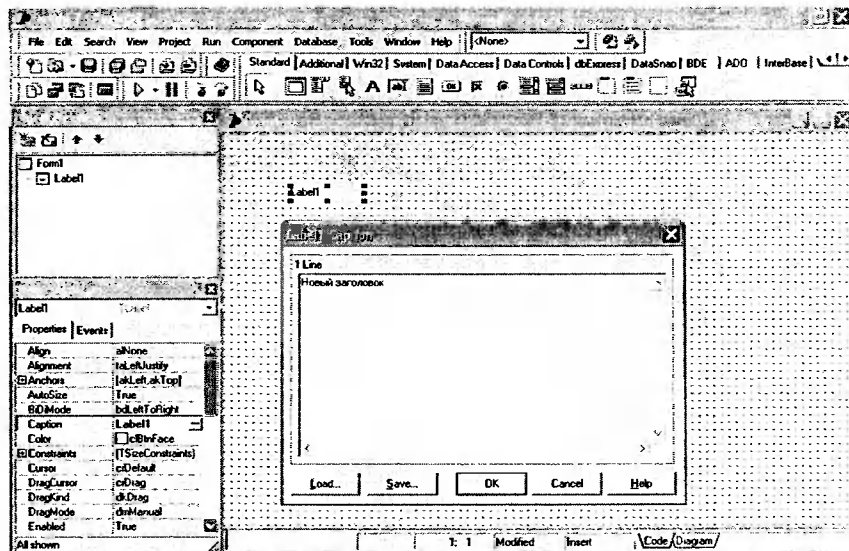 File Edit Search View Project Run Component Database Tools Window Help <None>
Standard Additional Win32 System Data Access Data Controls dbExpress DataSnap BDE ADO InterBase
Form1
Label1
Label1
Label1.Caption
1 Line
Новый заголовок
Label1 TLabel
Properties Events
Align alNone
Alignment taLeftJustify
Anchors [akLeft,akTop]
AutoSize True
BiDiMode bdLeftToRight
Caption Label1
Color clBtnFace
Constraints (TSizeConstraints)
Cursor crDefault
DragCursor crDrag
DragKind dkDrag
DragMode dmManual
Enabled True
Load... Save... OK Cancel Help
All shown
1: 1 Modified Insert Code Diagram